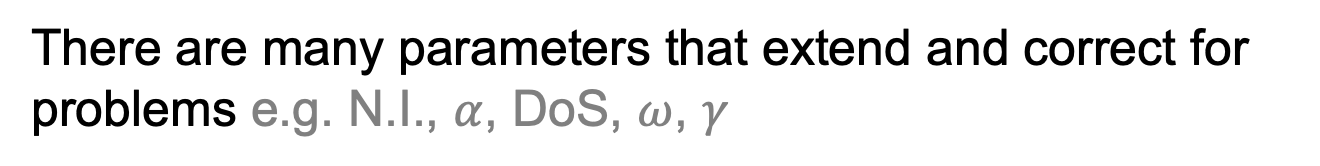 There are many parameters that extend and correct for
problems e.g. N.I., α, DoS, ω, γ